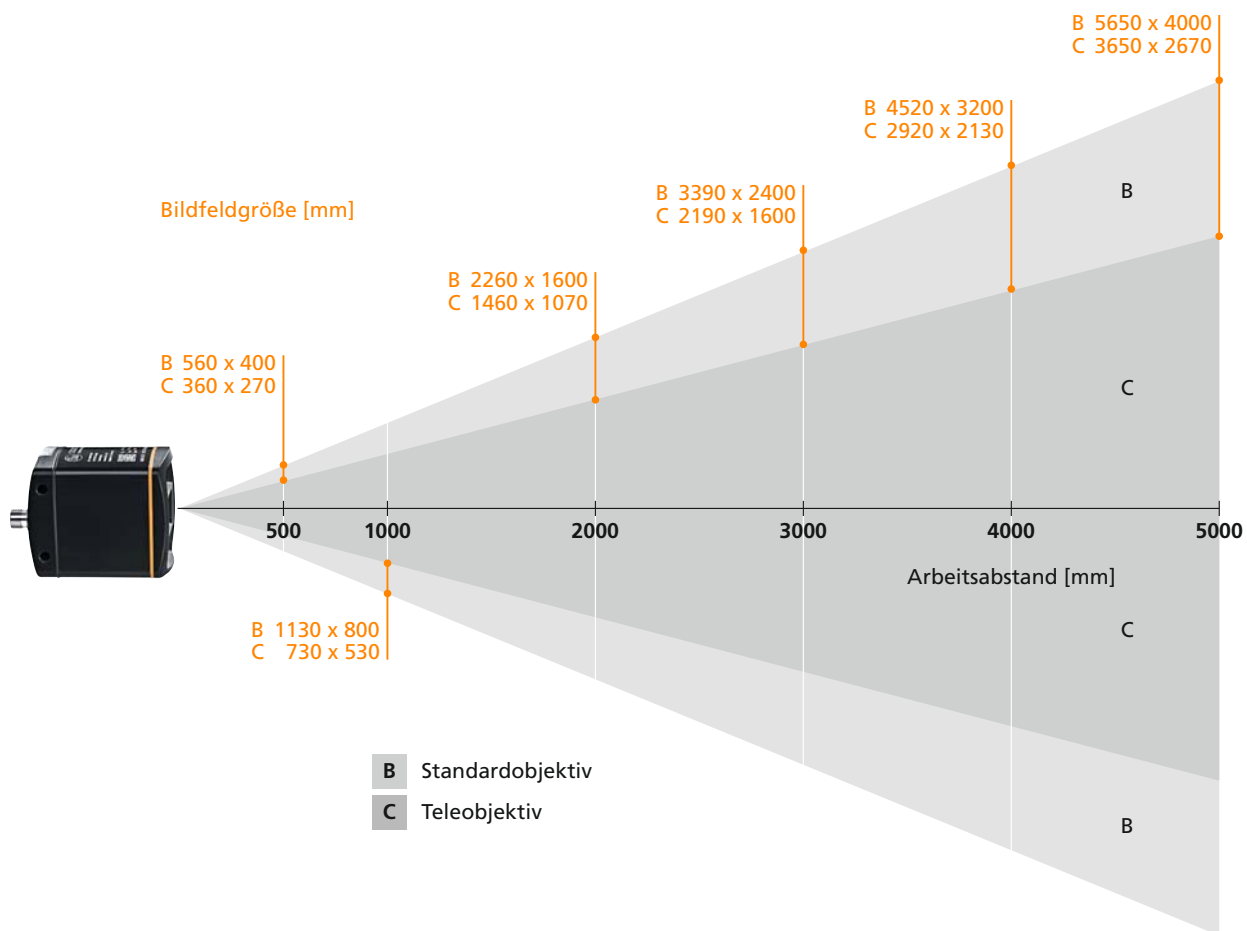 B 5650 x 4000
C 3650 x 2670
B 4520 x 3200
C 2920 x 2130
B
B 3390 x 2400
C 2190 x 1600
Bildfeldgröße [mm]
B 2260 x 1600
C 1460 x 1070
B 560 x 400
C 360 x 270
C
500 1000 2000 3000 4000 5000
Arbeitsabstand [mm]
B 1130 x 800
C 730 x 530
C
B Standardobjektiv
C Teleobjektiv
B